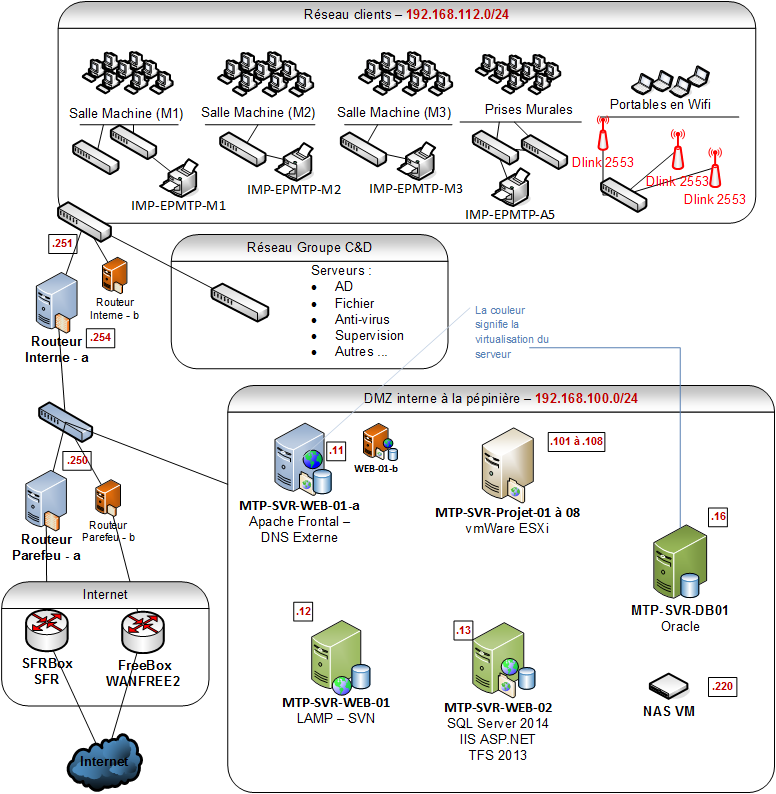 Réseau clients – 192.168.112.0/24
Salle Machine (M1)
Salle Machine (M2)
Salle Machine (M3)
Prises Murales
Portables en Wifi
Dlink 2553
Dlink 2553
Dlink 2553
IMP-EPMTP-M1
IMP-EPMTP-M2
IMP-EPMTP-M3
IMP-EPMTP-A5
.251
Routeur
Interne - b
Routeur
Interne - a
.254
Réseau Groupe C&D
Serveurs :
• AD
• Fichier
• Anti-virus
• Supervision
• Autres ...
La couleur
signifie la
virtualisation du
serveur
.250
Routeur
Parefeu - a
Routeur
Parefeu - b
DMZ interne à la pépinière – 192.168.100.0/24
.11
WEB-01-b
MTP-SVR-WEB-01-a
Apache Frontal –
DNS Externe
.101 à .108
MTP-SVR-Projet-01 à 08
vmWare ESXi
.16
MTP-SVR-DB01
Oracle
.12
MTP-SVR-WEB-01
LAMP – SVN
.13
MTP-SVR-WEB-02
SQL Server 2014
IIS ASP.NET
TFS 2013
.220
NAS VM
Internet
SFRBox
SFR
FreeBox
WANFREE2
Internet